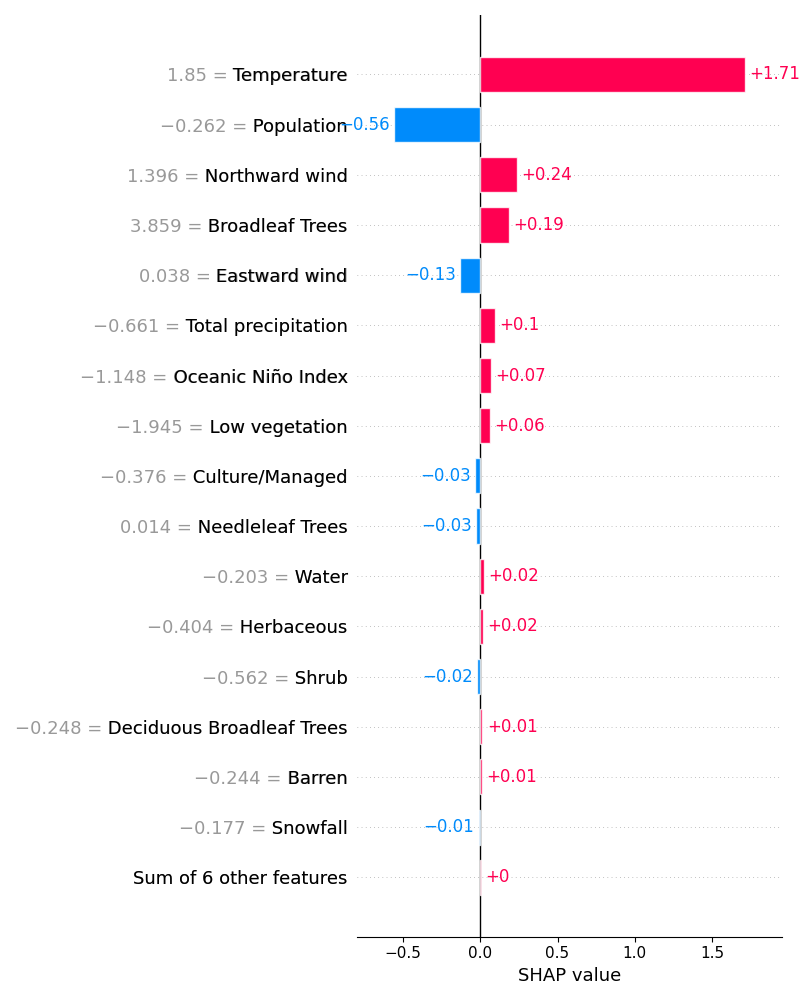 1.85 = Temperature +1.71
−0.262 = Population −0.56
1.396 = Northward wind +0.24
3.859 = Broadleaf Trees +0.19
0.038 = Eastward wind −0.13
−0.661 = Total precipitation +0.1
−1.148 = Oceanic Niño Index +0.07
−1.945 = Low vegetation +0.06
−0.376 = Culture/Managed −0.03
0.014 = Needleleaf Trees −0.03
−0.203 = Water +0.02
−0.404 = Herbaceous +0.02
−0.562 = Shrub −0.02
−0.248 = Deciduous Broadleaf Trees +0.01
−0.244 = Barren +0.01
−0.177 = Snowfall −0.01
Sum of 6 other features +0
−0.5 0.0 0.5 1.0 1.5
SHAP value